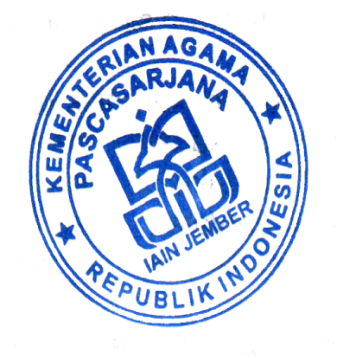 KEMENTERIAN AGAMA
PASCASARJANA
IAIN JEMBER
REPUBLIK INDONESIA